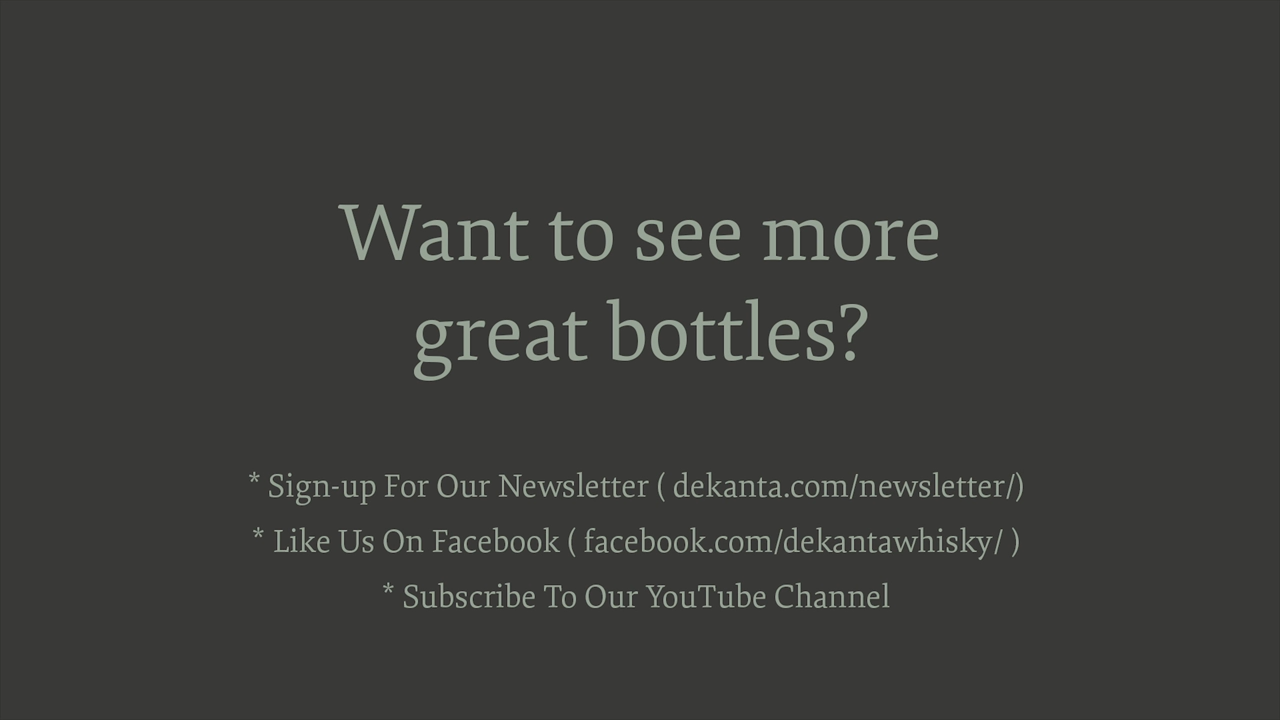 Want to see more
great bottles?
* Sign-up For Our Newsletter ( dekanta.com/newsletter/)
* Like Us On Facebook ( facebook.com/dekantawhisky/ )
* Subscribe To Our YouTube Channel